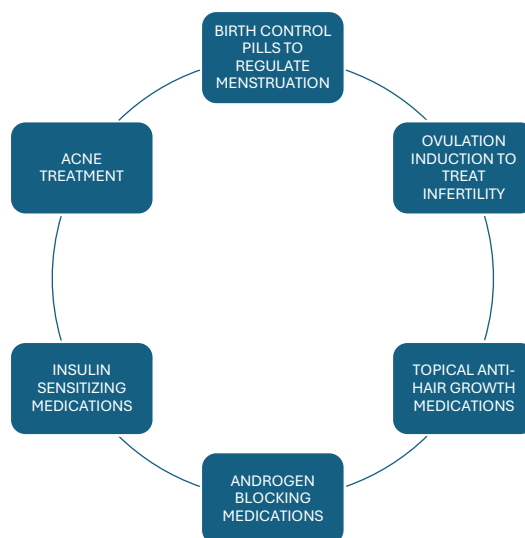 BIRTH CONTROL
PILLS TO
REGULATE
MENSTRUATION
OVULATION
INDUCTION TO
TREAT
INFERTILITY
TOPICAL ANTI-
HAIR GROWTH
MEDICATIONS
ANDROGEN
BLOCKING
MEDICATIONS
INSULIN
SENSITIZING
MEDICATIONS
ACNE
TREATMENT